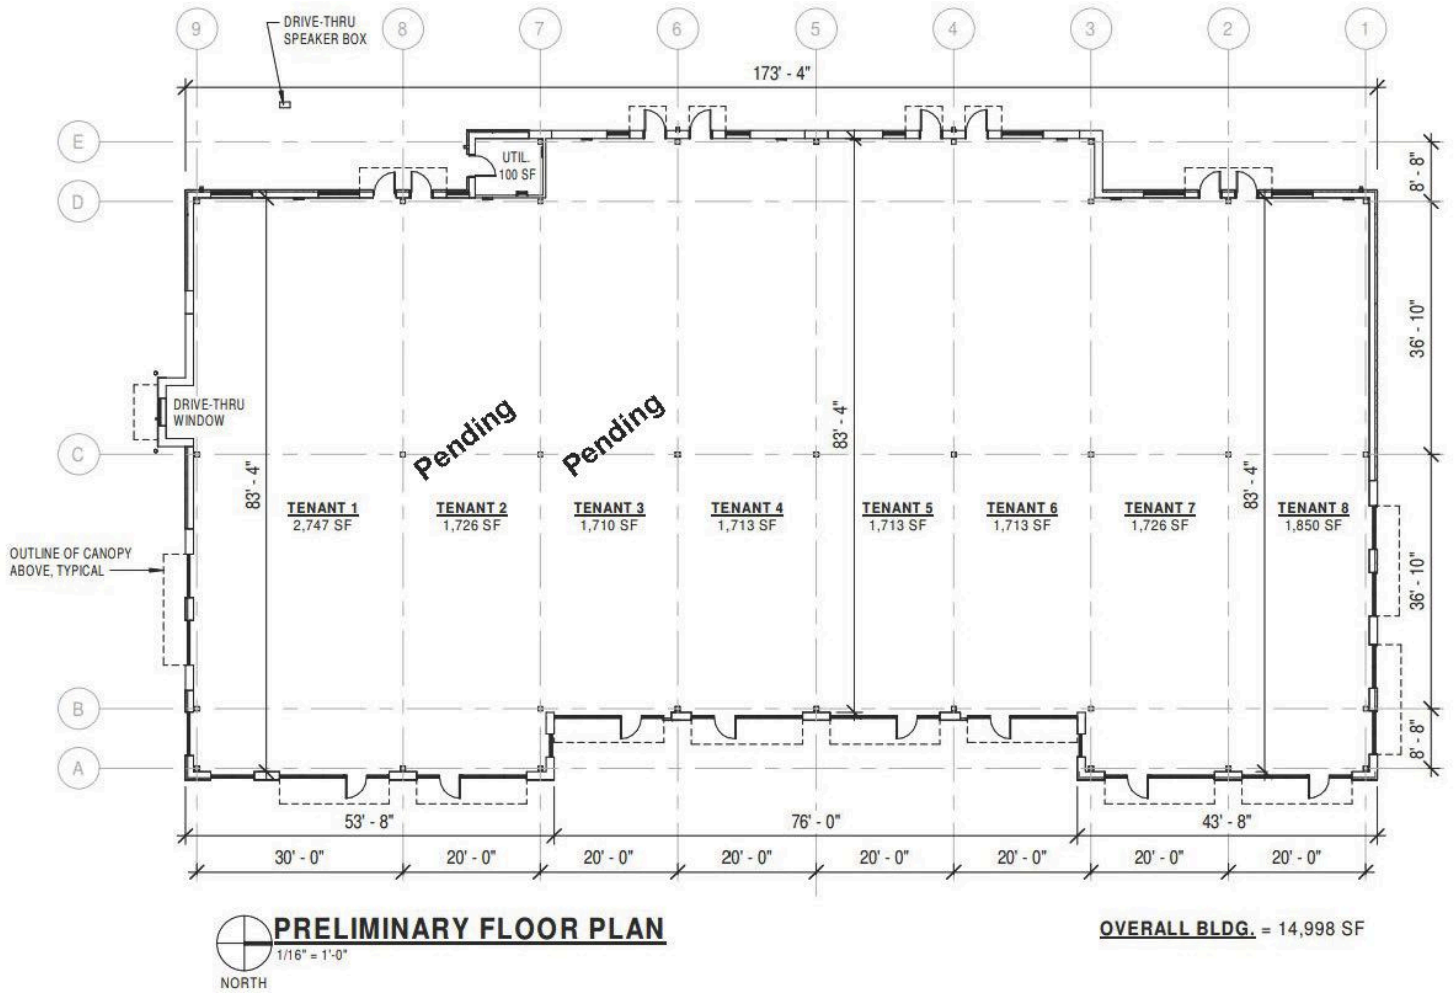 DRIVE-THRU
SPEAKER BOX
9
8
7
6
5
4
3
2
1
173' - 4"
E
UTIL.
100 SF
8' - 8"
D
36' - 10"
DRIVE-THRU
WINDOW
Pending
Pending
83' - 4"
C
83' - 4"
83' - 4"
TENANT 1
2,747 SF
TENANT 2
1,726 SF
TENANT 3
1,710 SF
TENANT 4
1,713 SF
TENANT 5
1,713 SF
TENANT 6
1,713 SF
TENANT 7
1,726 SF
TENANT 8
1,850 SF
OUTLINE OF CANOPY
ABOVE, TYPICAL
36' - 10"
B
8' - 8"
A
53' - 8"
76' - 0"
43' - 8"
30' - 0"
20' - 0"
20' - 0"
20' - 0"
20' - 0"
20' - 0"
20' - 0"
20' - 0"
PRELIMINARY FLOOR PLAN
1/16" = 1'-0"
NORTH
OVERALL BLDG. = 14,998 SF